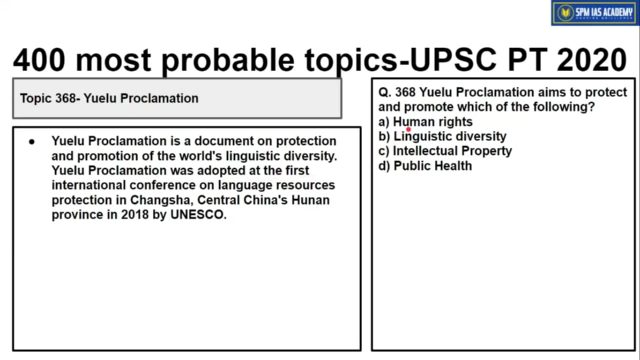 SPM IAS ACADEMY
400 most probable topics-UPSC PT 2020
Topic 368- Yuelu Proclamation
● Yuelu Proclamation is a document on protection
and promotion of the world's linguistic diversity.
Yuelu Proclamation was adopted at the first
international conference on language resources
protection in Changsha, Central China's Hunan
province in 2018 by UNESCO.
Q. 368 Yuelu Proclamation aims to protect
and promote which of the following?
a) Human rights
b) Linguistic diversity
c) Intellectual Property
d) Public Health